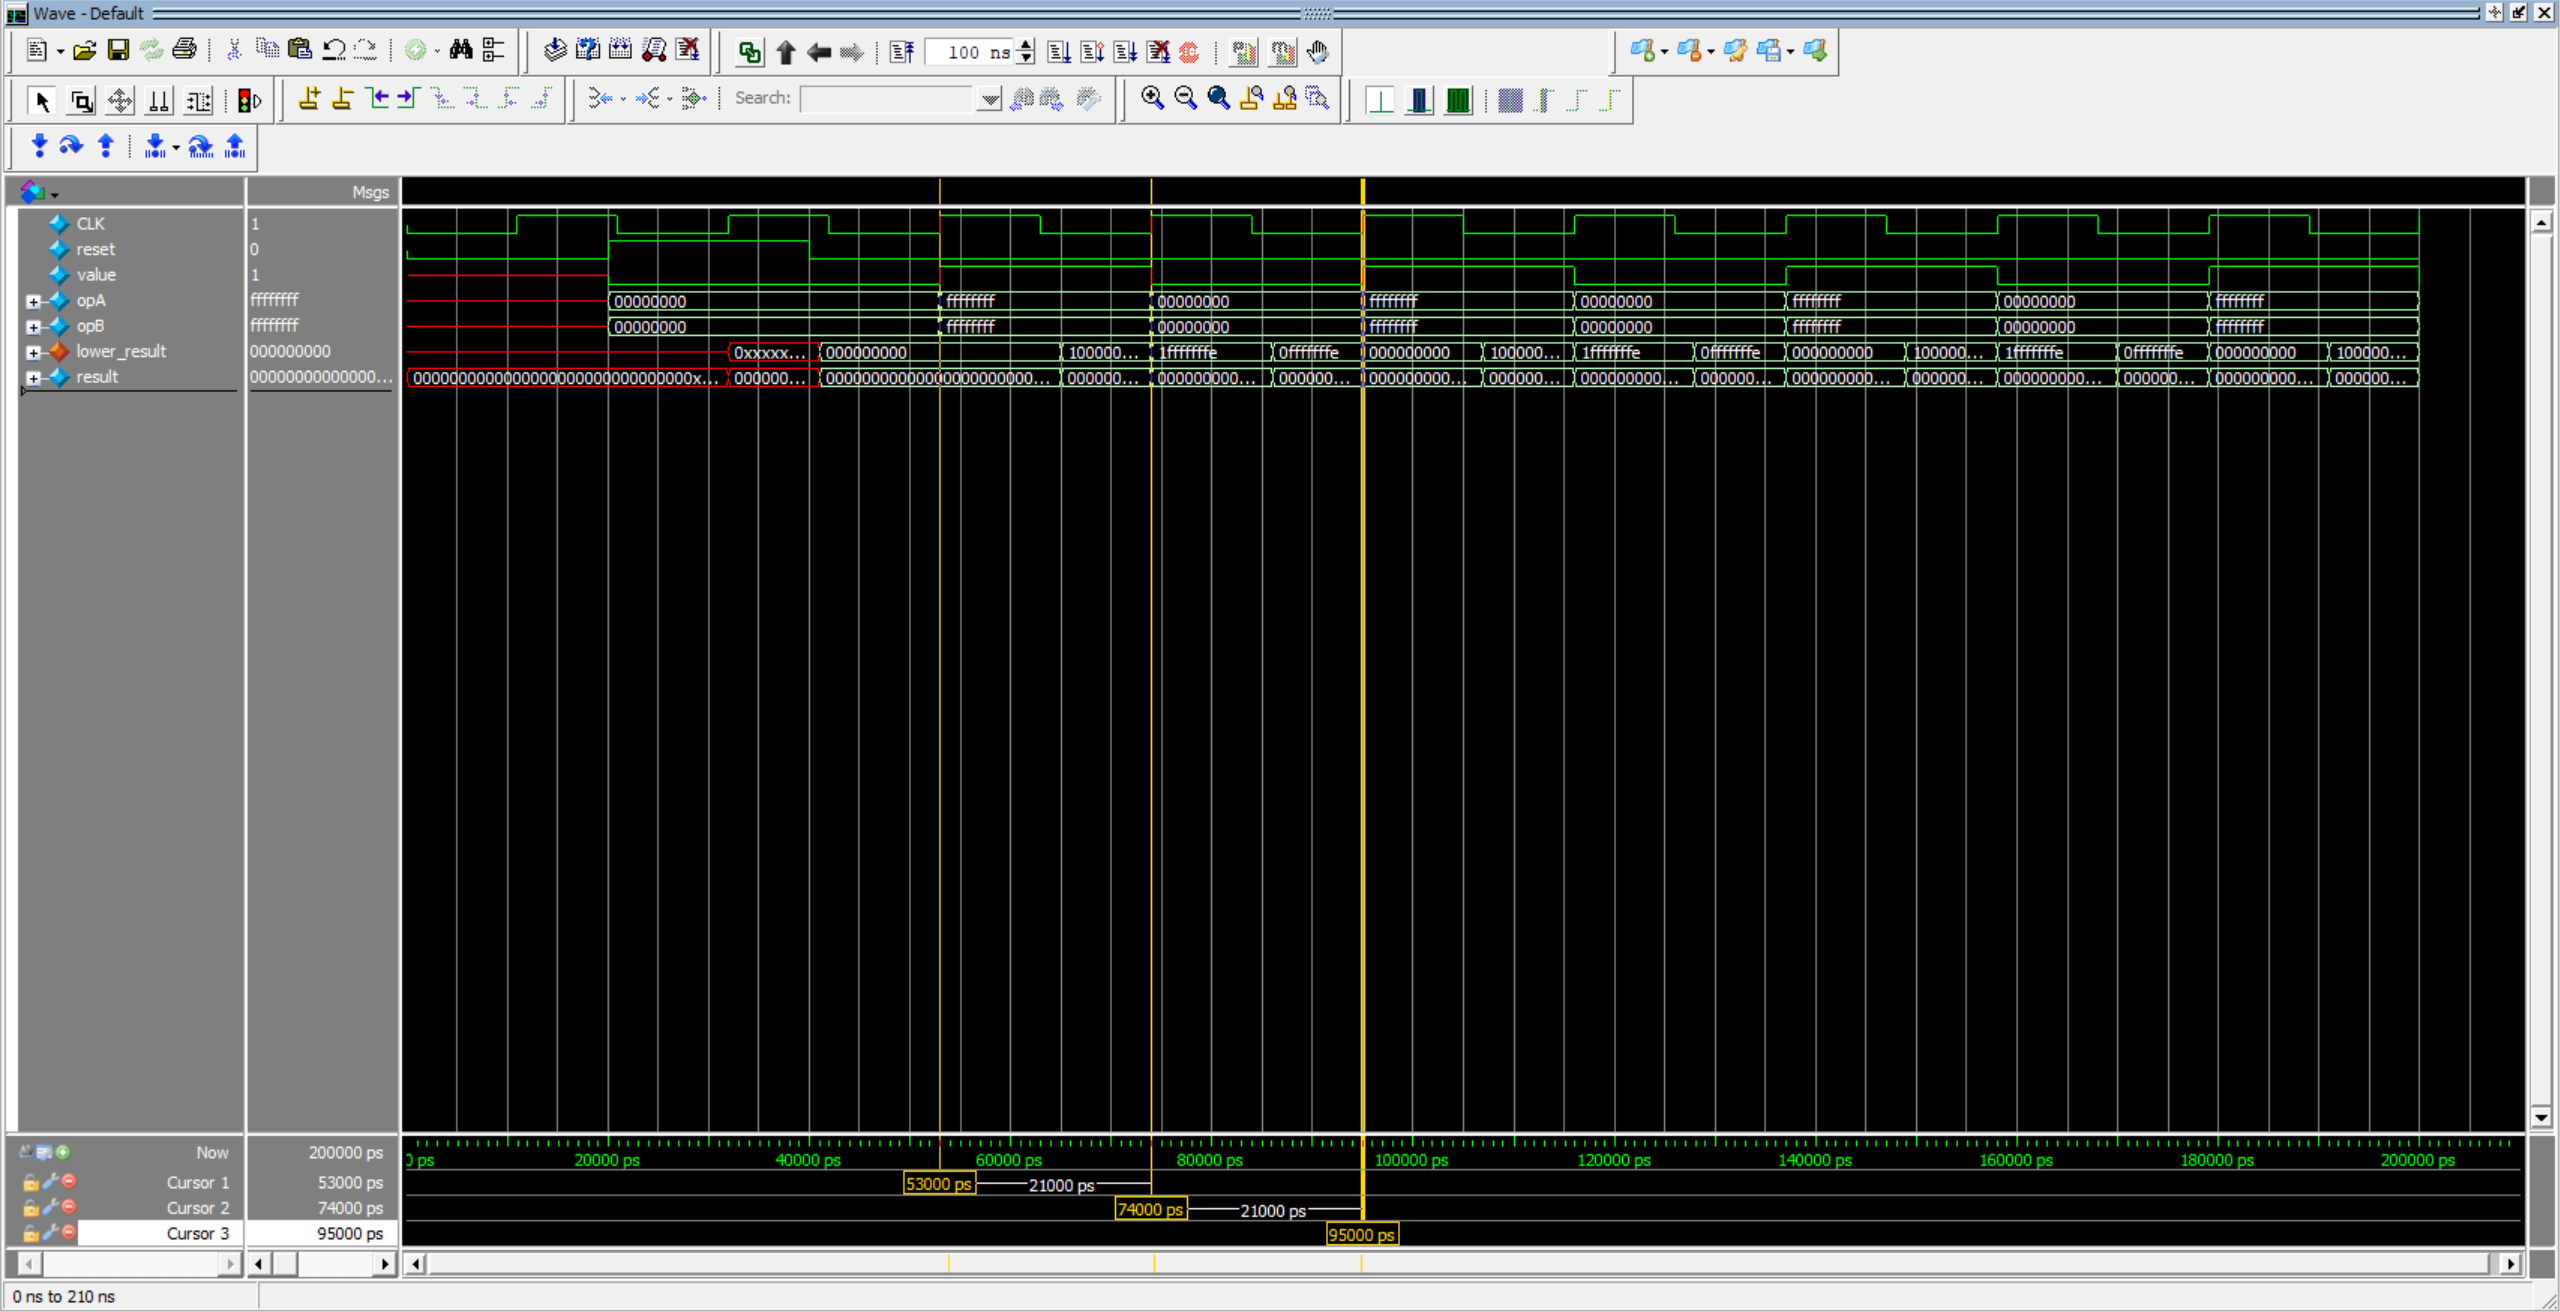 Wave - Default
100 ns
Search:
Msgs
CLK 1
reset 0
value 1
opA ffffffff 00000000 ffffffff 00000000 ffffffff 00000000 ffffffff 00000000 ffffffff
opB ffffffff 00000000 ffffffff 00000000 ffffffff 00000000 ffffffff 00000000 ffffffff
lower_result 000000000 0xxxxx... 000000000 100000... 1fffffffe 0fffffffe 000000000 100000... 1fffffffe 0fffffffe 000000000 100000... 1fffffffe 0fffffffe 000000000 100000...
result 00000000000000... 0000000000000000000000000000000x... 000000... 00000000000000000000000... 000000... 000000000... 000000... 000000000... 000000... 000000000... 000000... 000000000... 000000... 000000000... 000000... 000000000... 000000...
Now 200000 ps 0 ps 20000 ps 40000 ps 60000 ps 80000 ps 100000 ps 120000 ps 140000 ps 160000 ps 180000 ps 200000 ps
Cursor 1 53000 ps 53000 ps 21000 ps
Cursor 2 74000 ps 74000 ps 21000 ps
Cursor 3 95000 ps 95000 ps
0 ns to 210 ns